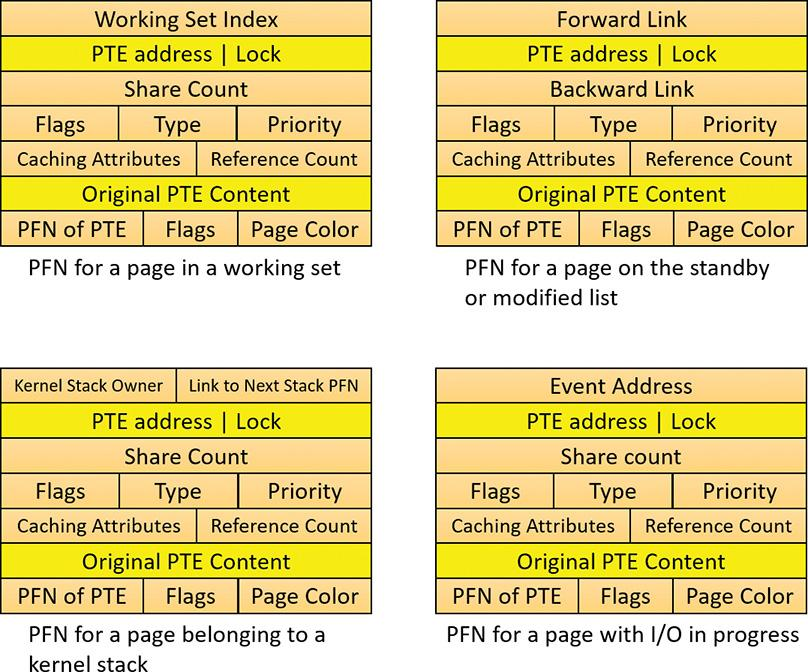 Working Set Index
PTE address | Lock
Share Count
Flags Type Priority
Caching Attributes Reference Count
Original PTE Content
PFN of PTE Flags Page Color
PFN for a page in a working set
Forward Link
PTE address | Lock
Backward Link
Flags Type Priority
Caching Attributes Reference Count
Original PTE Content
PFN of PTE Flags Page Color
PFN for a page on the standby
or modified list
Kernel Stack Owner Link to Next Stack PFN
PTE address | Lock
Share Count
Flags Type Priority
Caching Attributes Reference Count
Original PTE Content
PFN of PTE Flags Page Color
PFN for a page belonging to a
kernel stack
Event Address
PTE address | Lock
Share count
Flags Type Priority
Caching Attributes Reference Count
Original PTE Content
PFN of PTE Flags Page Color
PFN for a page with I/O in progress